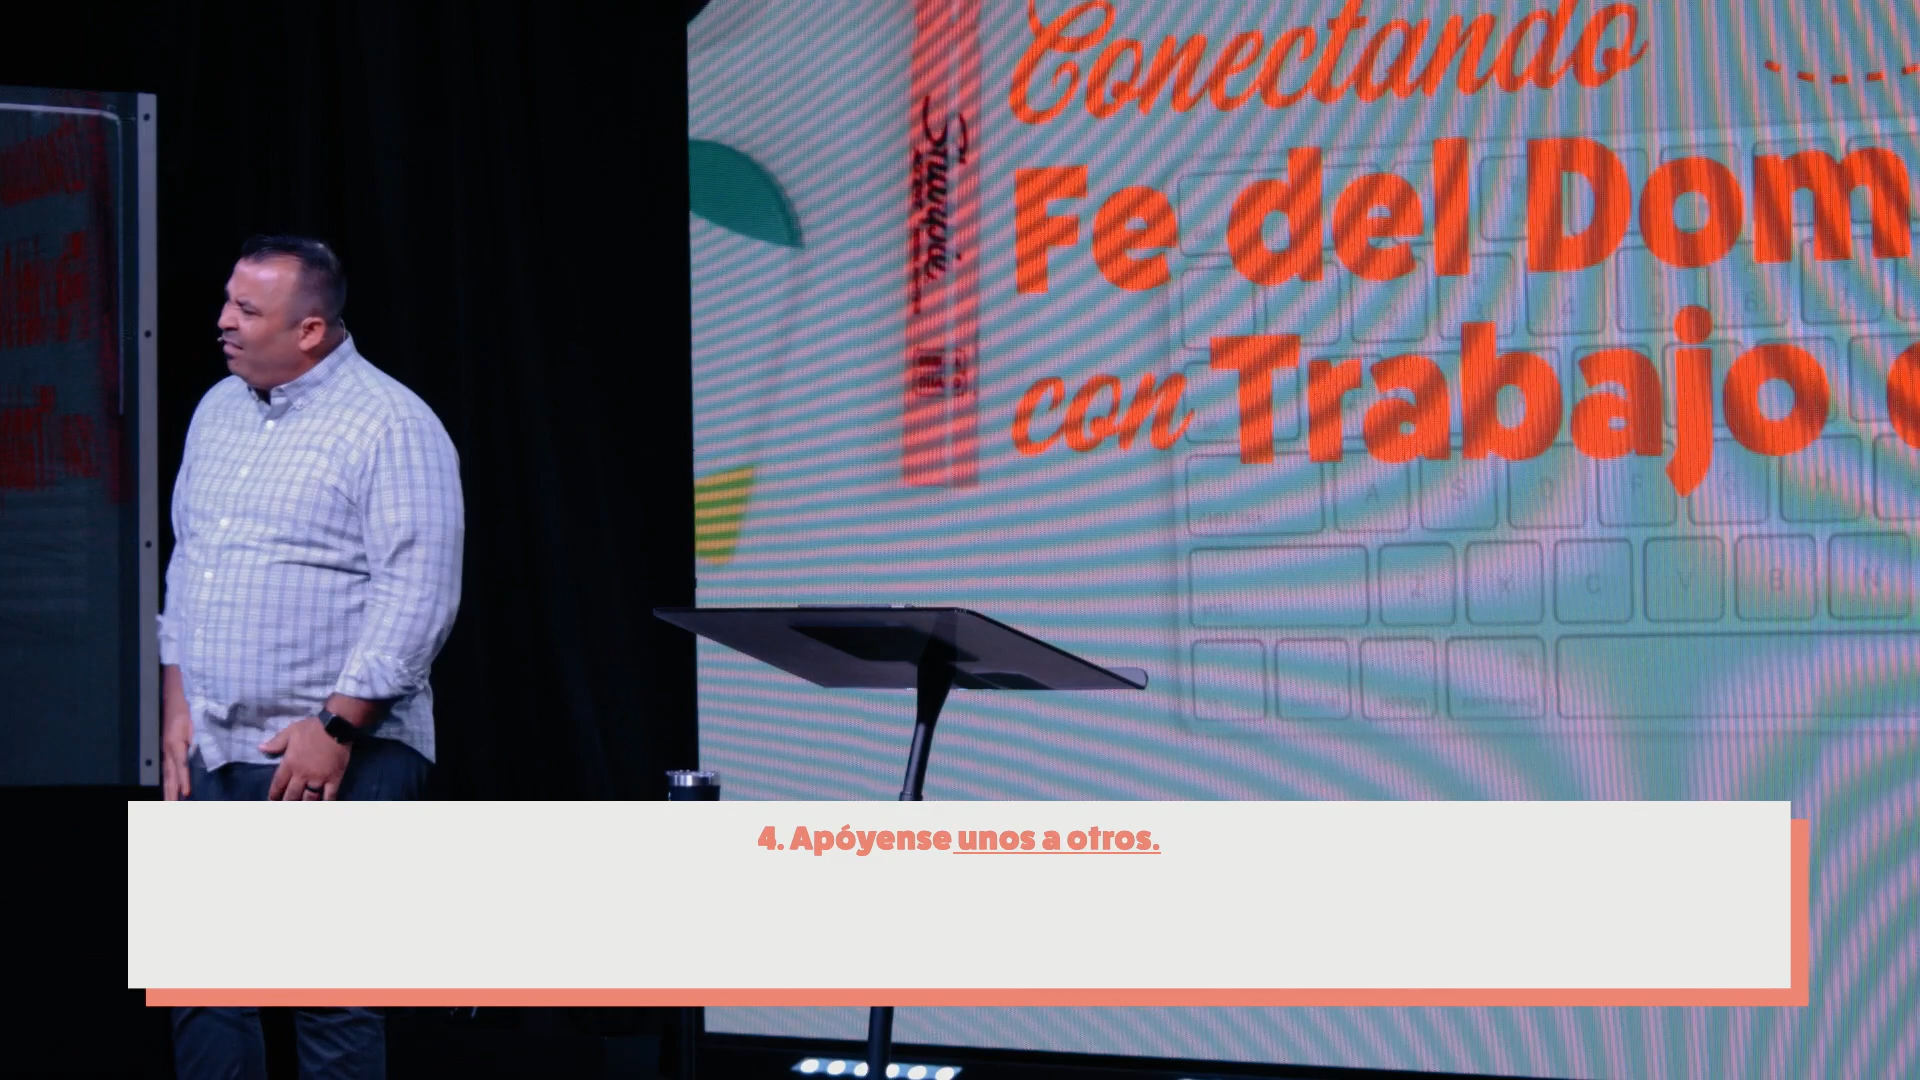 Conectando
Fe del Dom
con Trabajo
4. Apóyense unos a otros.